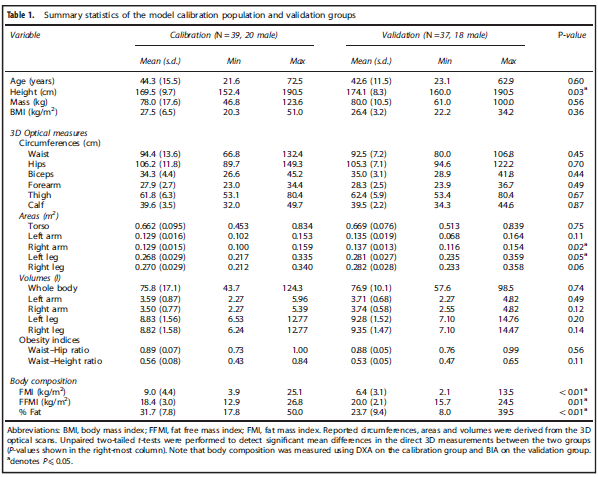 Table 1. Summary statistics of the model calibration population and validation groups
Variable Calibration (N = 39, 20 male) Validation (N = 37, 18 male) P-value
Mean (s.d.) Min Max Mean (s.d.) Min Max
Age (years) 44.3 (15.5) 21.6 72.5 42.6 (11.5) 23.1 62.9 0.60
Height (cm) 169.5 (9.7) 152.4 190.5 174.1 (8.3) 160.0 190.5 0.03ᵃ
Mass (kg) 78.0 (17.6) 46.8 123.6 80.0 (10.5) 61.0 100.0 0.56
BMI (kg/m²) 27.5 (6.5) 20.3 51.0 26.4 (3.2) 22.2 34.2 0.36
3D Optical measures
Circumferences (cm)
Waist 94.4 (13.6) 66.8 132.4 92.5 (7.2) 80.0 106.8 0.45
Hips 106.2 (11.8) 89.7 149.3 105.3 (7.1) 94.6 122.2 0.70
Biceps 34.3 (4.4) 26.6 45.2 35.0 (3.1) 28.9 41.8 0.44
Forearm 27.9 (2.7) 23.0 34.4 28.3 (2.5) 23.9 36.7 0.49
Thigh 61.8 (6.3) 53.1 80.4 62.4 (5.9) 53.4 80.4 0.67
Calf 39.6 (3.5) 32.0 49.7 39.5 (2.2) 34.3 44.6 0.87
Areas (m²)
Torso 0.662 (0.095) 0.453 0.834 0.669 (0.076) 0.513 0.839 0.75
Left arm 0.129 (0.016) 0.102 0.153 0.135 (0.019) 0.068 0.164 0.11
Right arm 0.129 (0.015) 0.100 0.159 0.137 (0.013) 0.116 0.154 0.02ᵃ
Left leg 0.268 (0.029) 0.217 0.335 0.281 (0.027) 0.235 0.359 0.05ᵃ
Right leg 0.270 (0.029) 0.212 0.340 0.282 (0.028) 0.233 0.358 0.06
Volumes (l)
Whole body 75.8 (17.1) 43.7 124.3 76.9 (10.1) 57.6 98.5 0.74
Left arm 3.59 (0.87) 2.27 5.96 3.71 (0.68) 2.27 4.82 0.49
Right arm 3.50 (0.77) 2.27 5.39 3.74 (0.58) 2.55 4.82 0.12
Left leg 8.83 (1.56) 6.53 12.77 9.28 (1.52) 7.10 14.76 0.20
Right leg 8.82 (1.58) 6.24 12.77 9.35 (1.47) 7.10 14.47 0.14
Obesity indices
Waist–Hip ratio 0.89 (0.07) 0.73 1.00 0.88 (0.05) 0.76 0.99 0.56
Waist–Height ratio 0.56 (0.08) 0.43 0.84 0.53 (0.05) 0.47 0.65 0.11
Body composition
FMI (kg/m²) 9.0 (4.4) 3.9 25.1 6.4 (3.1) 2.1 13.5 < 0.01ᵃ
FFMI (kg/m²) 18.4 (3.0) 12.9 26.8 20.0 (2.1) 15.7 24.5 0.01ᵃ
% Fat 31.7 (7.8) 17.8 50.0 23.7 (9.4) 8.0 39.5 < 0.01ᵃ
Abbreviations: BMI, body mass index; FFMI, fat free mass index; FMI, fat mass index. Reported circumferences, areas and volumes were derived from the 3D
optical scans. Unpaired two-tailed t-tests were performed to detect significant mean differences in the direct 3D measurements between the two groups
(P-values shown in the right-most column). Note that body composition was measured using DXA on the calibration group and BIA on the validation group.
ᵃdenotes P⩽0.05.